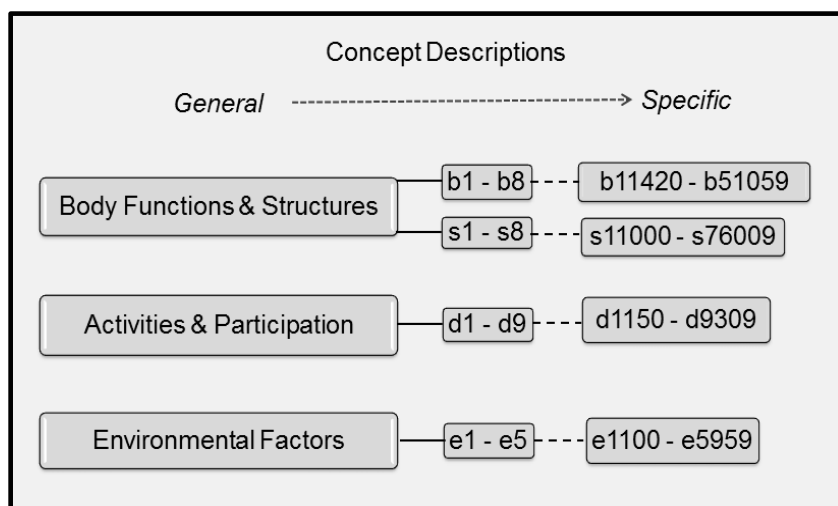 Concept Descriptions
General Specific
b1 - b8 b11420 - b51059
Body Functions & Structures
s1 - s8 s11000 - s76009
Activities & Participation d1 - d9 d1150 - d9309
Environmental Factors e1 - e5 e1100 - e5959